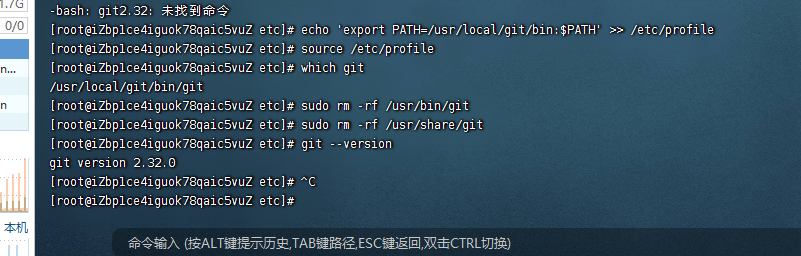 1.7G
0/0
n...
n
本机
-bash: git2.32: 未找到命令
[root@iZbp1ce4iguok78qaic5vuZ etc]# echo 'export PATH=/usr/local/git/bin:$PATH' >> /etc/profile
[root@iZbp1ce4iguok78qaic5vuZ etc]# source /etc/profile
[root@iZbp1ce4iguok78qaic5vuZ etc]# which git
/usr/local/git/bin/git
[root@iZbp1ce4iguok78qaic5vuZ etc]# sudo rm -rf /usr/bin/git
[root@iZbp1ce4iguok78qaic5vuZ etc]# sudo rm -rf /usr/share/git
[root@iZbp1ce4iguok78qaic5vuZ etc]# git --version
git version 2.32.0
[root@iZbp1ce4iguok78qaic5vuZ etc]# ^C
[root@iZbp1ce4iguok78qaic5vuZ etc]#
命令输入 (按ALT键提示历史,TAB键路径,ESC键返回,双击CTRL切换)